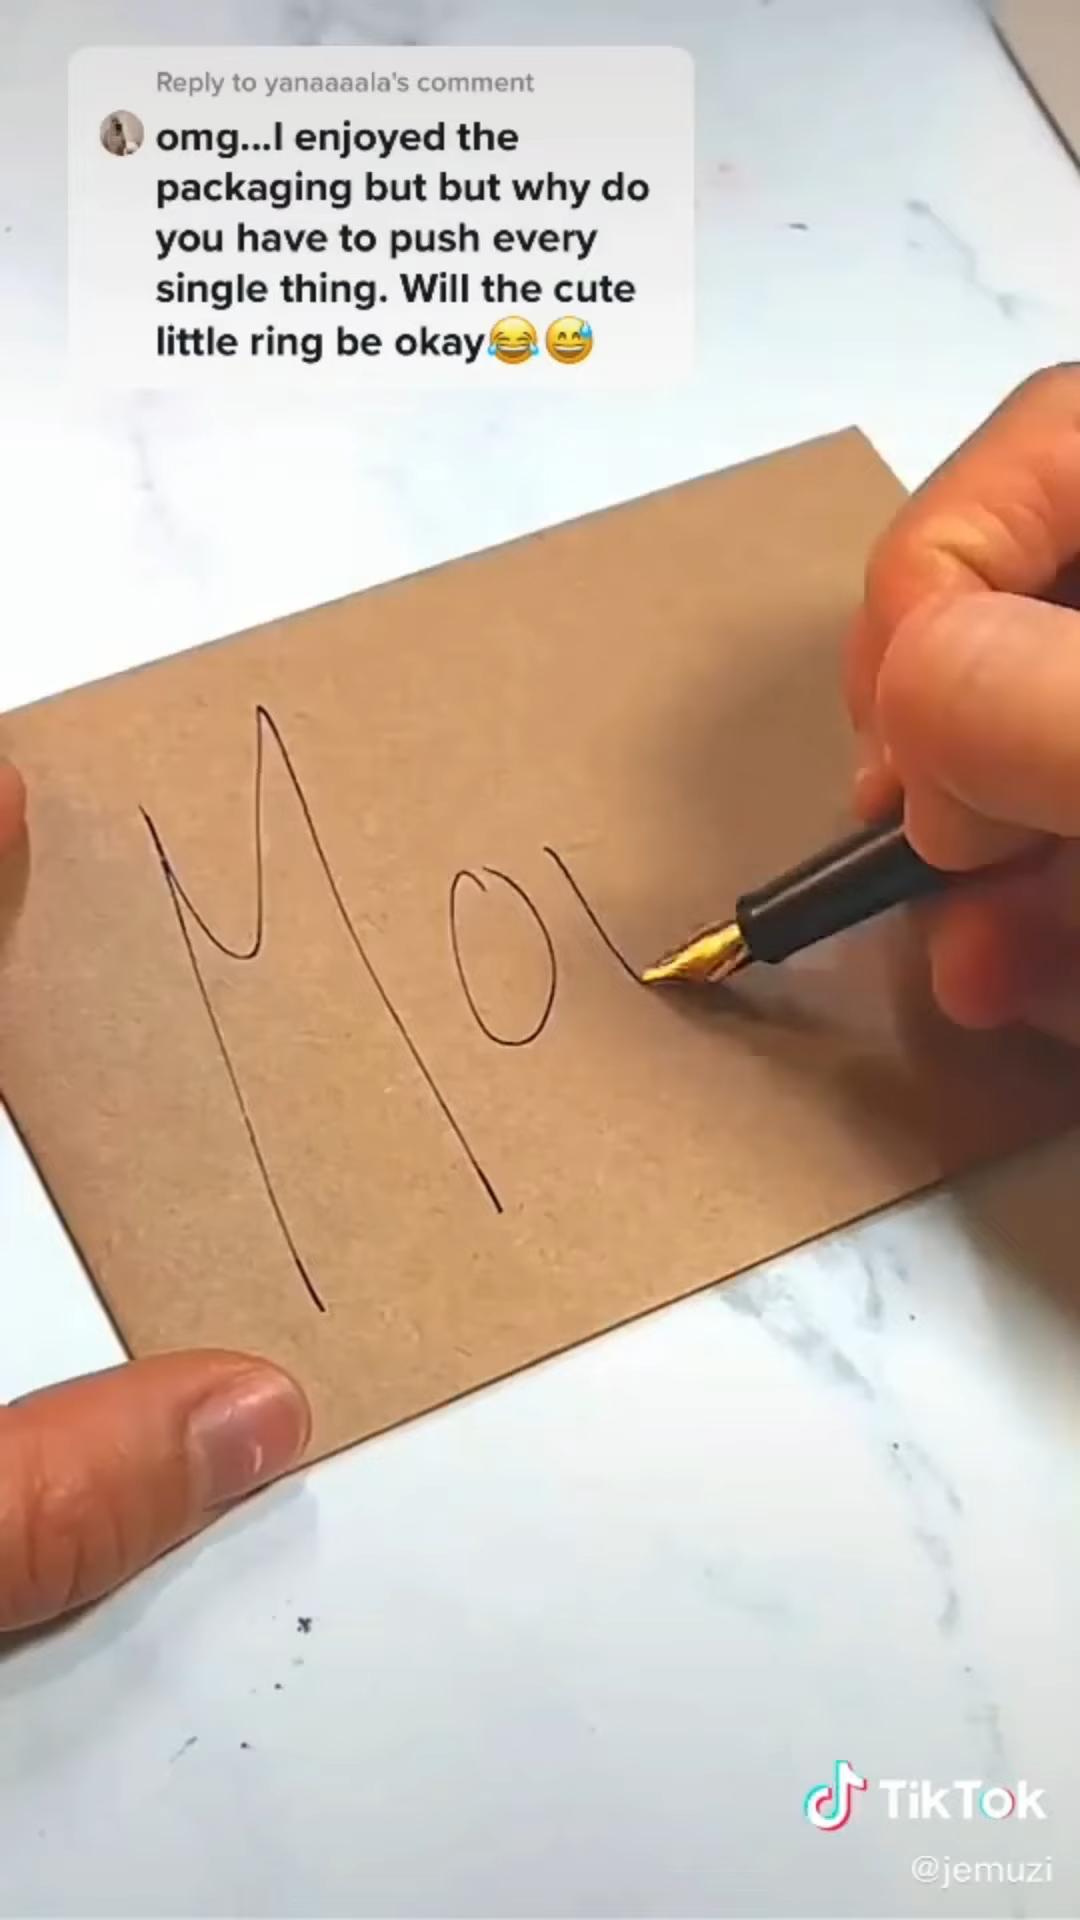 Reply to yanaaaala's comment
omg...I enjoyed the
packaging but but why do
you have to push every
single thing. Will the cute
little ring be okay😂😅
Mo
TikTok
@jemuzi